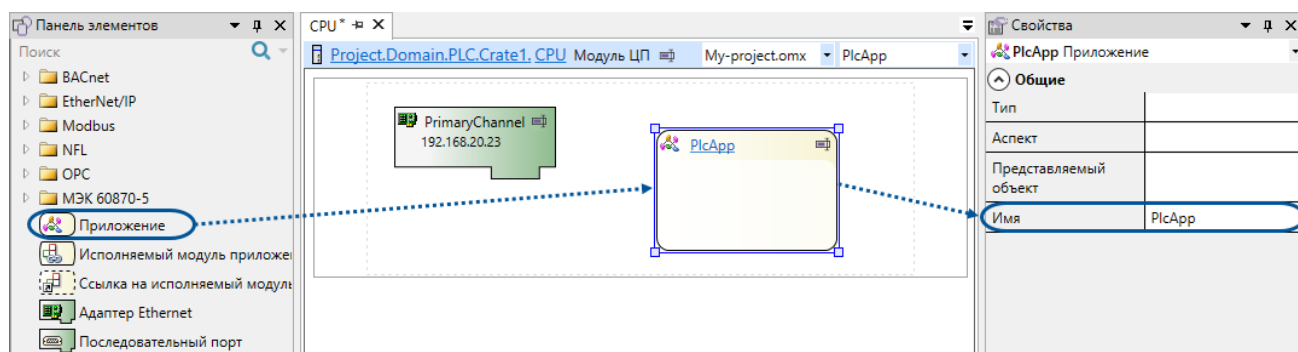 Панель элементов
Поиск
BACnet
EtherNet/IP
Modbus
NFL
OPC
МЭК 60870-5
Приложение
Исполняемый модуль приложе
Ссылка на исполняемый модуль
Адаптер Ethernet
Последовательный порт
CPU*
Project.Domain.PLC.Crate1. CPU Модуль ЦП My-project.omx PlcApp
PrimaryChannel
192.168.20.23
PlcApp
Свойства
PlcApp Приложение
Общие
Тип
Аспект
Представляемый
объект
Имя PlcApp